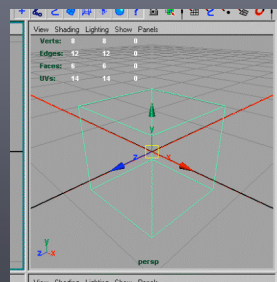 View Shading Lighting Show Panels
Verts: 8 8 0
Edges: 12 12 0
Faces: 6 6 0
UVs: 14 14 0
y
z x
y
z x
persp
View Shading Lighting Show Panels